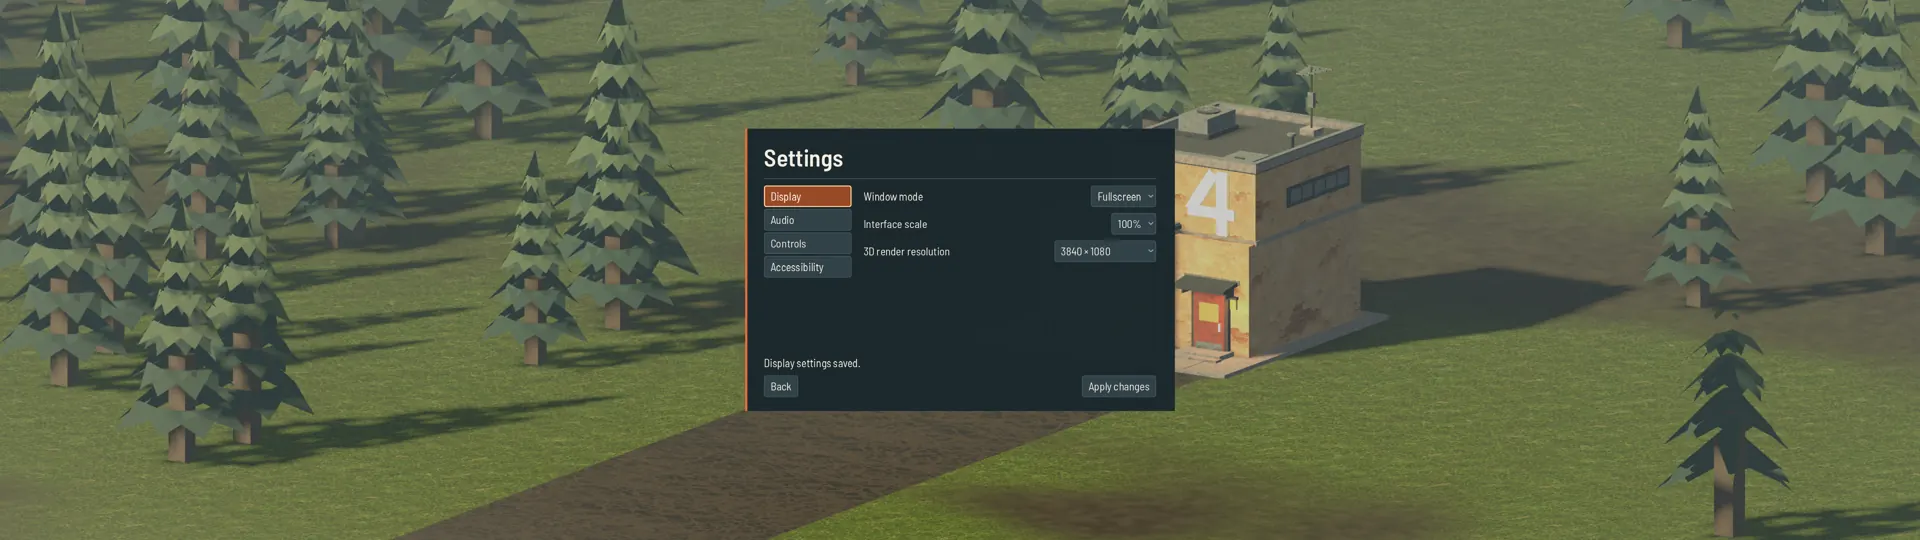 Settings
Display
Window mode
Fullscreen
Audio
Interface scale
100%
Controls
3D render resolution
3840 × 1080
Accessibility
4
Display settings saved.
Back
Apply changes